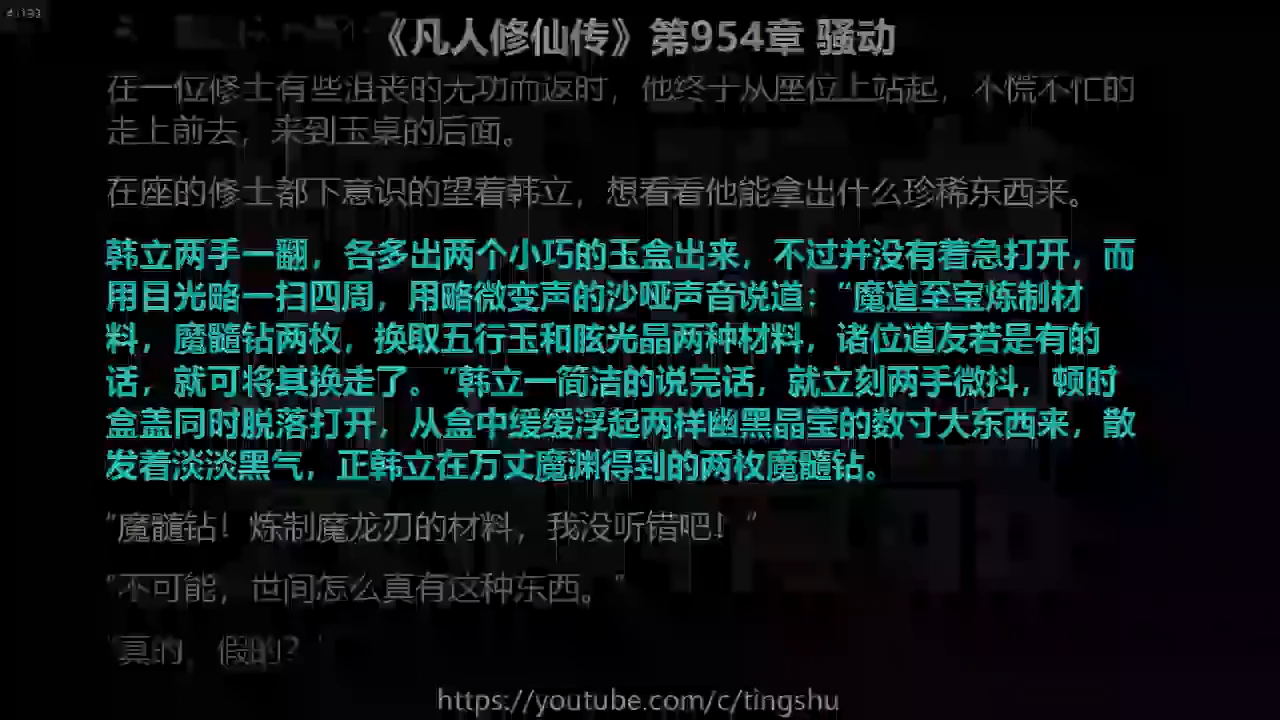 《凡人修仙传》第954章 骚动
在一位修士有些沮丧的无功而返时，他终于从座位上站起，不慌不忙的
走上前去，来到玉桌的后面。
在座的修士都下意识的望着韩立，想看看他能拿出什么珍稀东西来。
韩立两手一翻，各多出两个小巧的玉盒出来，不过并没有着急打开，而
用目光略一扫四周，用略微变声的沙哑声音说道：“魔道至宝炼制材
料，魔髓钻两枚，换取五行玉和眩光晶两种材料，诸位道友若是有的
话，就可将其换走了。”韩立一简洁的说完话，就立刻两手微抖，顿时
盒盖同时脱落打开，从盒中缓缓浮起两样幽黑晶莹的数寸大东西来，散
发着淡淡黑气，正韩立在万丈魔渊得到的两枚魔髓钻。
“魔髓钻！炼制魔龙刃的材料，我没听错吧！”
“不可能，世间怎么真有这种东西。”
“真的，假的？”
https://youtube.com/c/tingshu